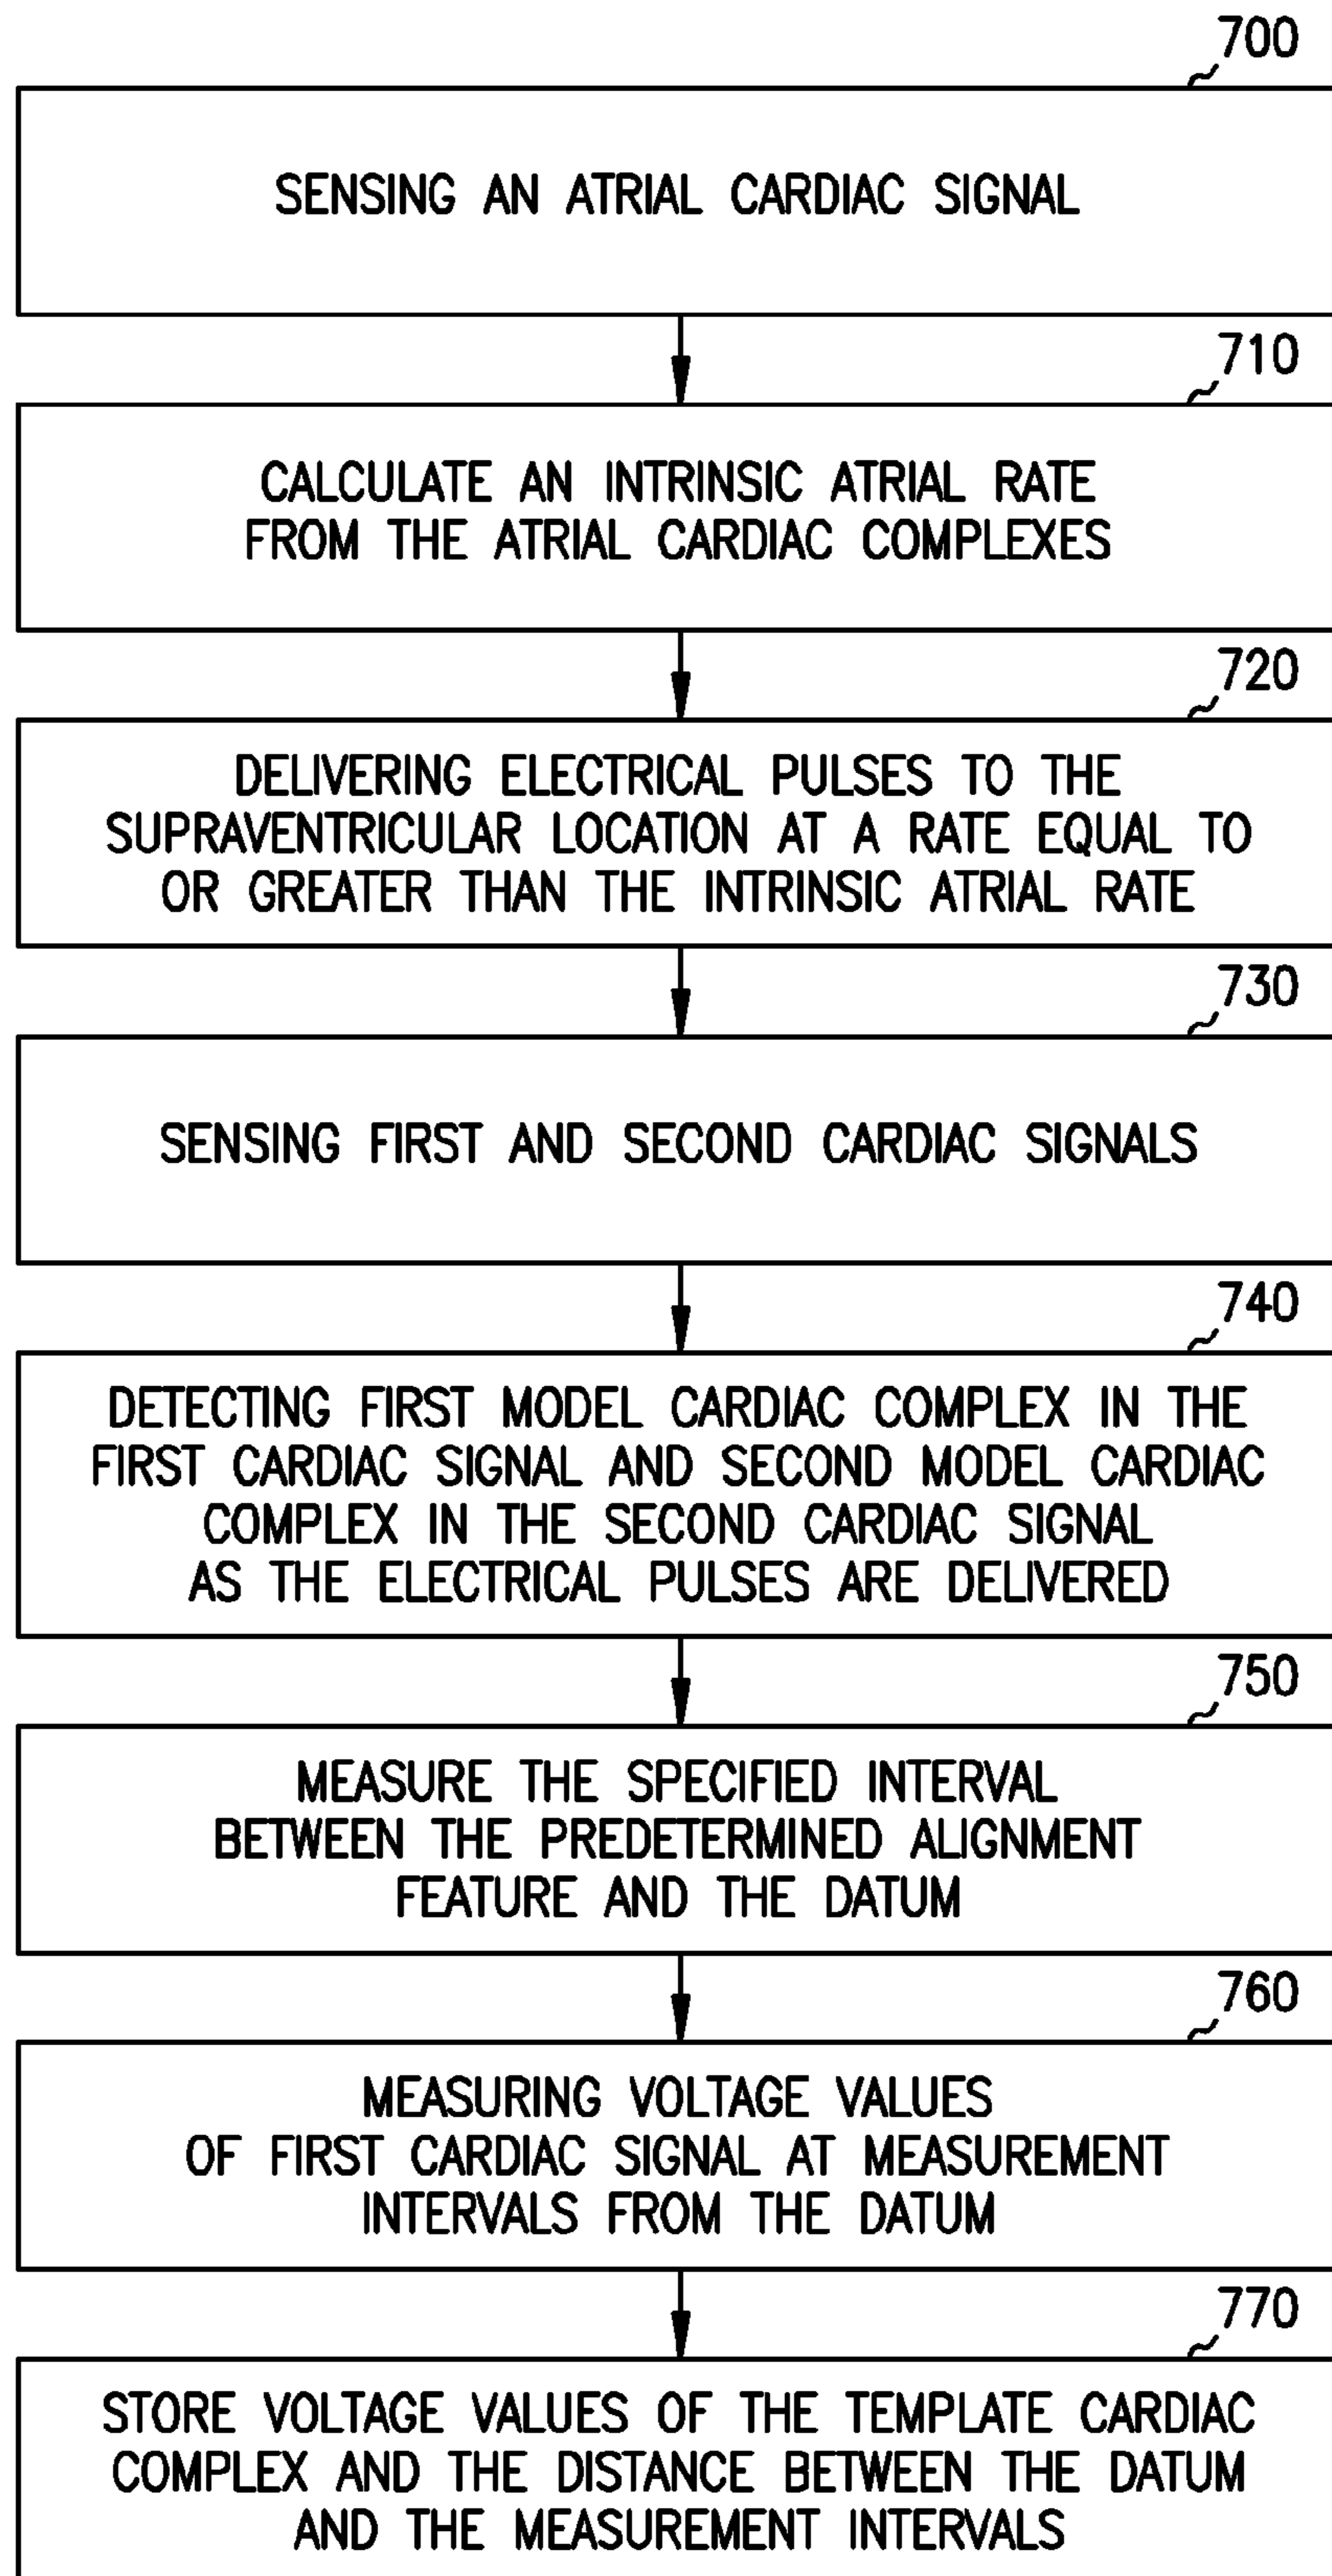 700
SENSING AN ATRIAL CARDIAC SIGNAL
710
CALCULATE AN INTRINSIC ATRIAL RATE
FROM THE ATRIAL CARDIAC COMPLEXES
720
DELIVERING ELECTRICAL PULSES TO THE
SUPRAVENTRICULAR LOCATION AT A RATE EQUAL TO
OR GREATER THAN THE INTRINSIC ATRIAL RATE
730
SENSING FIRST AND SECOND CARDIAC SIGNALS
740
DETECTING FIRST MODEL CARDIAC COMPLEX IN THE
FIRST CARDIAC SIGNAL AND SECOND MODEL CARDIAC
COMPLEX IN THE SECOND CARDIAC SIGNAL
AS THE ELECTRICAL PULSES ARE DELIVERED
750
MEASURE THE SPECIFIED INTERVAL
BETWEEN THE PREDETERMINED ALIGNMENT
FEATURE AND THE DATUM
760
MEASURING VOLTAGE VALUES
OF FIRST CARDIAC SIGNAL AT MEASUREMENT
INTERVALS FROM THE DATUM
770
STORE VOLTAGE VALUES OF THE TEMPLATE CARDIAC
COMPLEX AND THE DISTANCE BETWEEN THE DATUM
AND THE MEASUREMENT INTERVALS